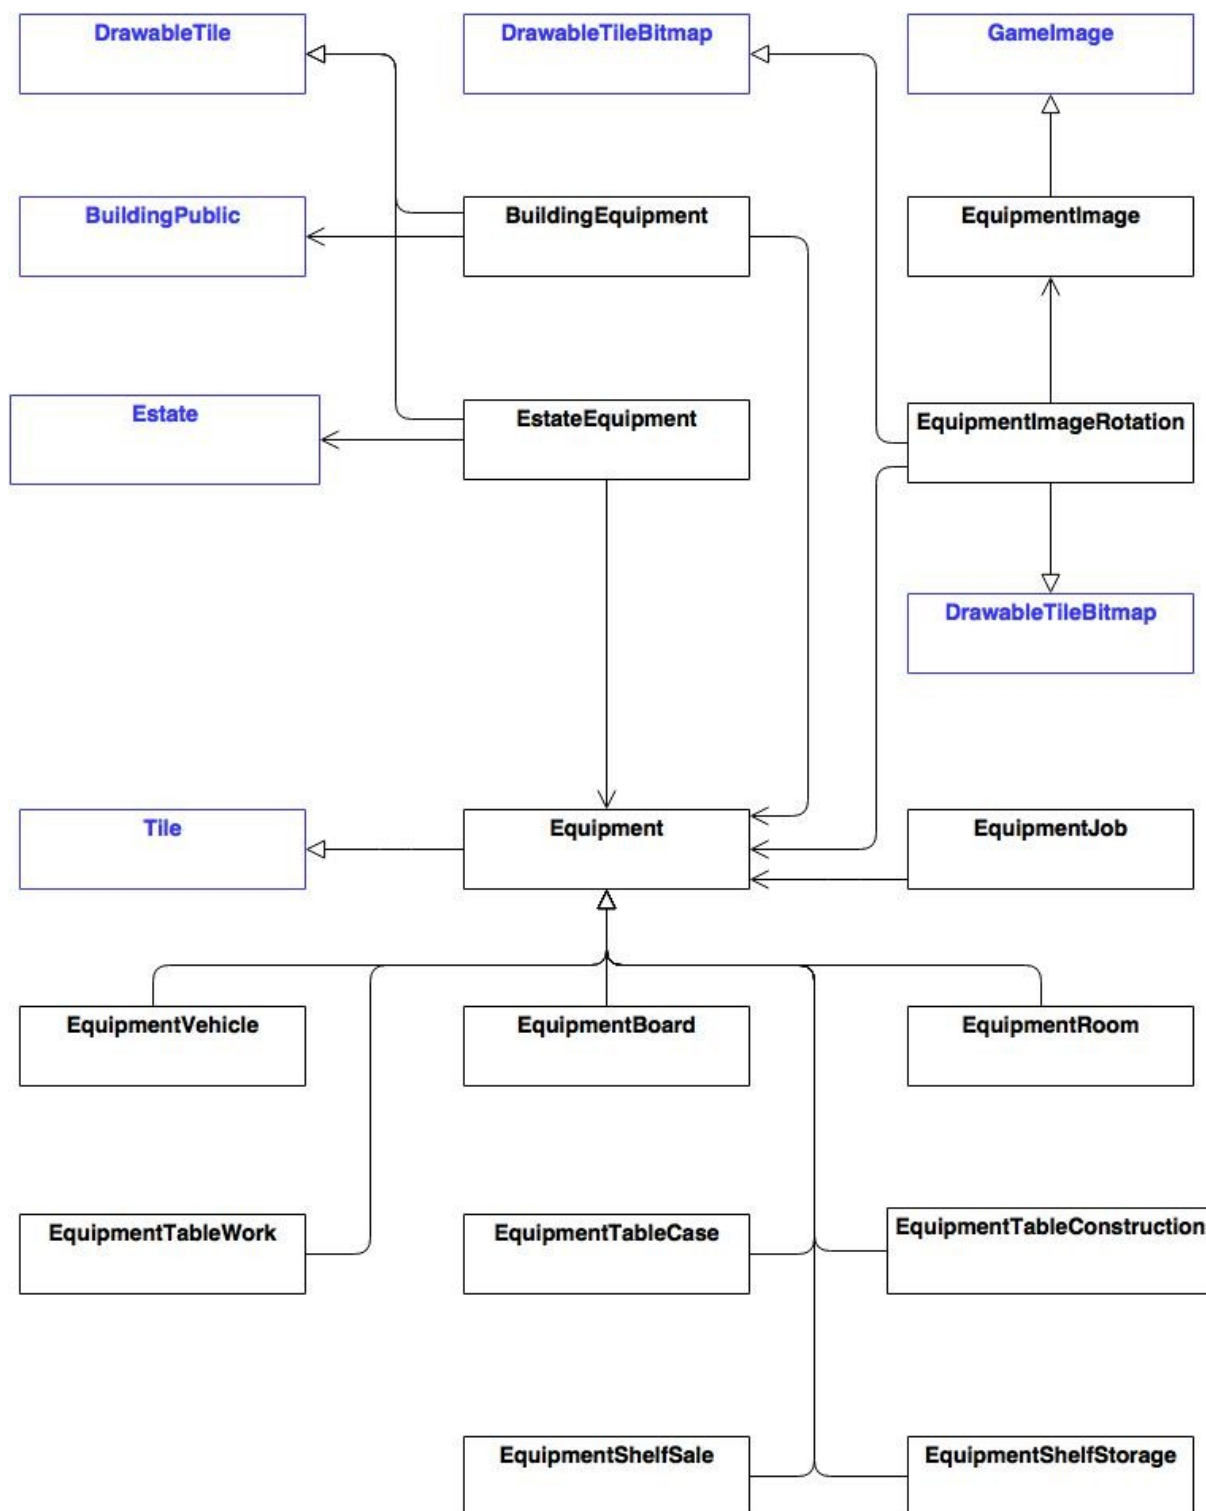 DrawableTile
DrawableTileBitmap
GameImage
BuildingPublic
BuildingEquipment
EquipmentImage
Estate
EstateEquipment
EquipmentImageRotation
DrawableTileBitmap
Tile
Equipment
EquipmentJob
EquipmentVehicle
EquipmentBoard
EquipmentRoom
EquipmentTableWork
EquipmentTableCase
EquipmentTableConstruction
EquipmentShelfSale
EquipmentShelfStorage